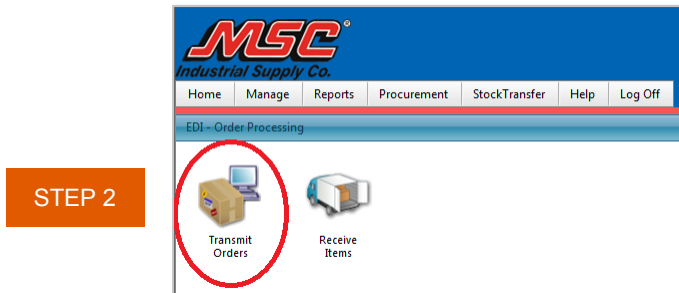 MSC®
Industrial Supply Co.
Home Manage Reports Procurement StockTransfer Help Log Off
EDI - Order Processing
STEP 2
Transmit Orders
Receive Items